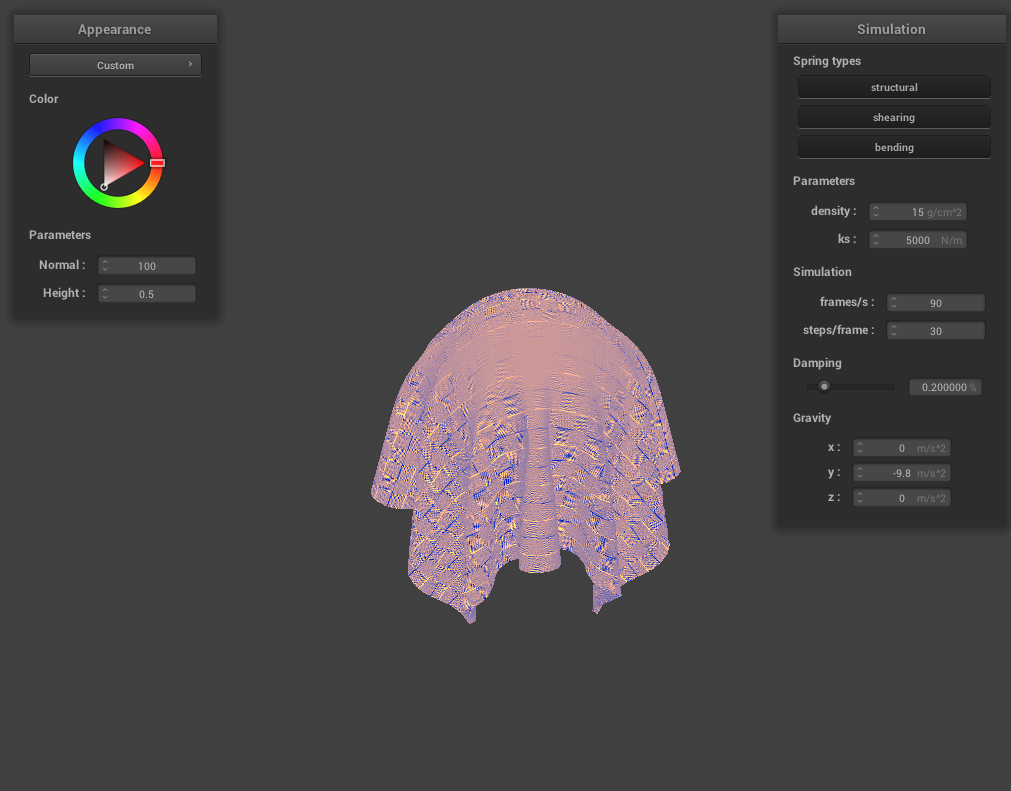 Appearance
Custom
Color
Parameters
Normal : 100
Height : 0.5
Simulation
Spring types
structural
shearing
bending
Parameters
density : 15 g/cm^2
ks : 5000 N/m
Simulation
frames/s : 90
steps/frame : 30
Damping
0.200000 %
Gravity
x : 0 m/s^2
y : -9.8 m/s^2
z : 0 m/s^2